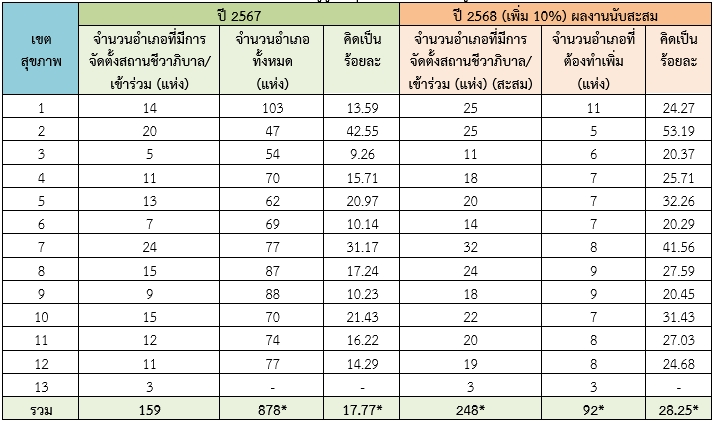 เขตสุขภาพ | ปี 2567 | ปี 2568 (เพิ่ม 10%) ผลงานนับสะสม
จำนวนอำเภอที่มีการ | จำนวนอำเภอ | คิดเป็น | จำนวนอำเภอที่มีการ | จำนวนอำเภอที่ | คิดเป็น
จัดตั้งสถานชีวาภิบาล/ | ทั้งหมด | ร้อยละ | จัดตั้งสถานชีวาภิบาล/ | ต้องทำเพิ่ม | ร้อยละ
เข้าร่วม (แห่ง) | (แห่ง) | เข้าร่วม (แห่ง) (สะสม) | (แห่ง)
1 | 14 | 103 | 13.59 | 25 | 11 | 24.27
2 | 20 | 47 | 42.55 | 25 | 5 | 53.19
3 | 5 | 54 | 9.26 | 11 | 6 | 20.37
4 | 11 | 70 | 15.71 | 18 | 7 | 25.71
5 | 13 | 62 | 20.97 | 20 | 7 | 32.26
6 | 7 | 69 | 10.14 | 14 | 7 | 20.29
7 | 24 | 77 | 31.17 | 32 | 8 | 41.56
8 | 15 | 87 | 17.24 | 24 | 9 | 27.59
9 | 9 | 88 | 10.23 | 18 | 9 | 20.45
10 | 15 | 70 | 21.43 | 22 | 7 | 31.43
11 | 12 | 74 | 16.22 | 20 | 8 | 27.03
12 | 11 | 77 | 14.29 | 19 | 8 | 24.68
13 | 3 | - | - | 3 | 3 | -
รวม | 159 | 878* | 17.77* | 248* | 92* | 28.25*